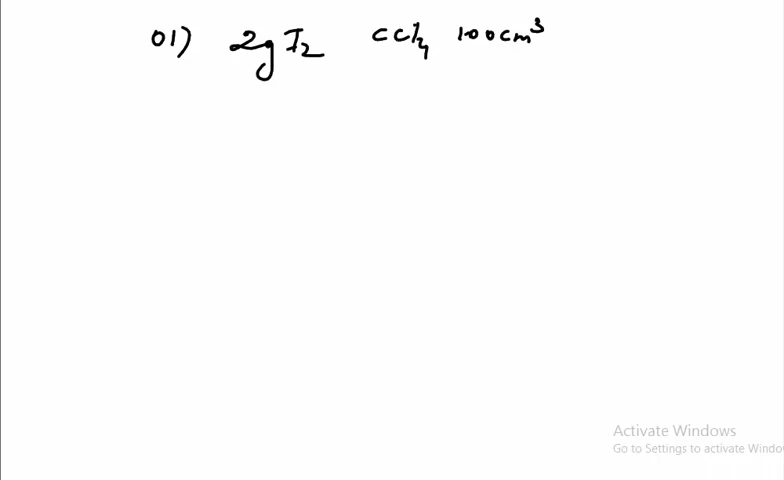 01) 2g I₂ CCl₄ 100cm³
Activate Windows
Go to Settings to activate Windo